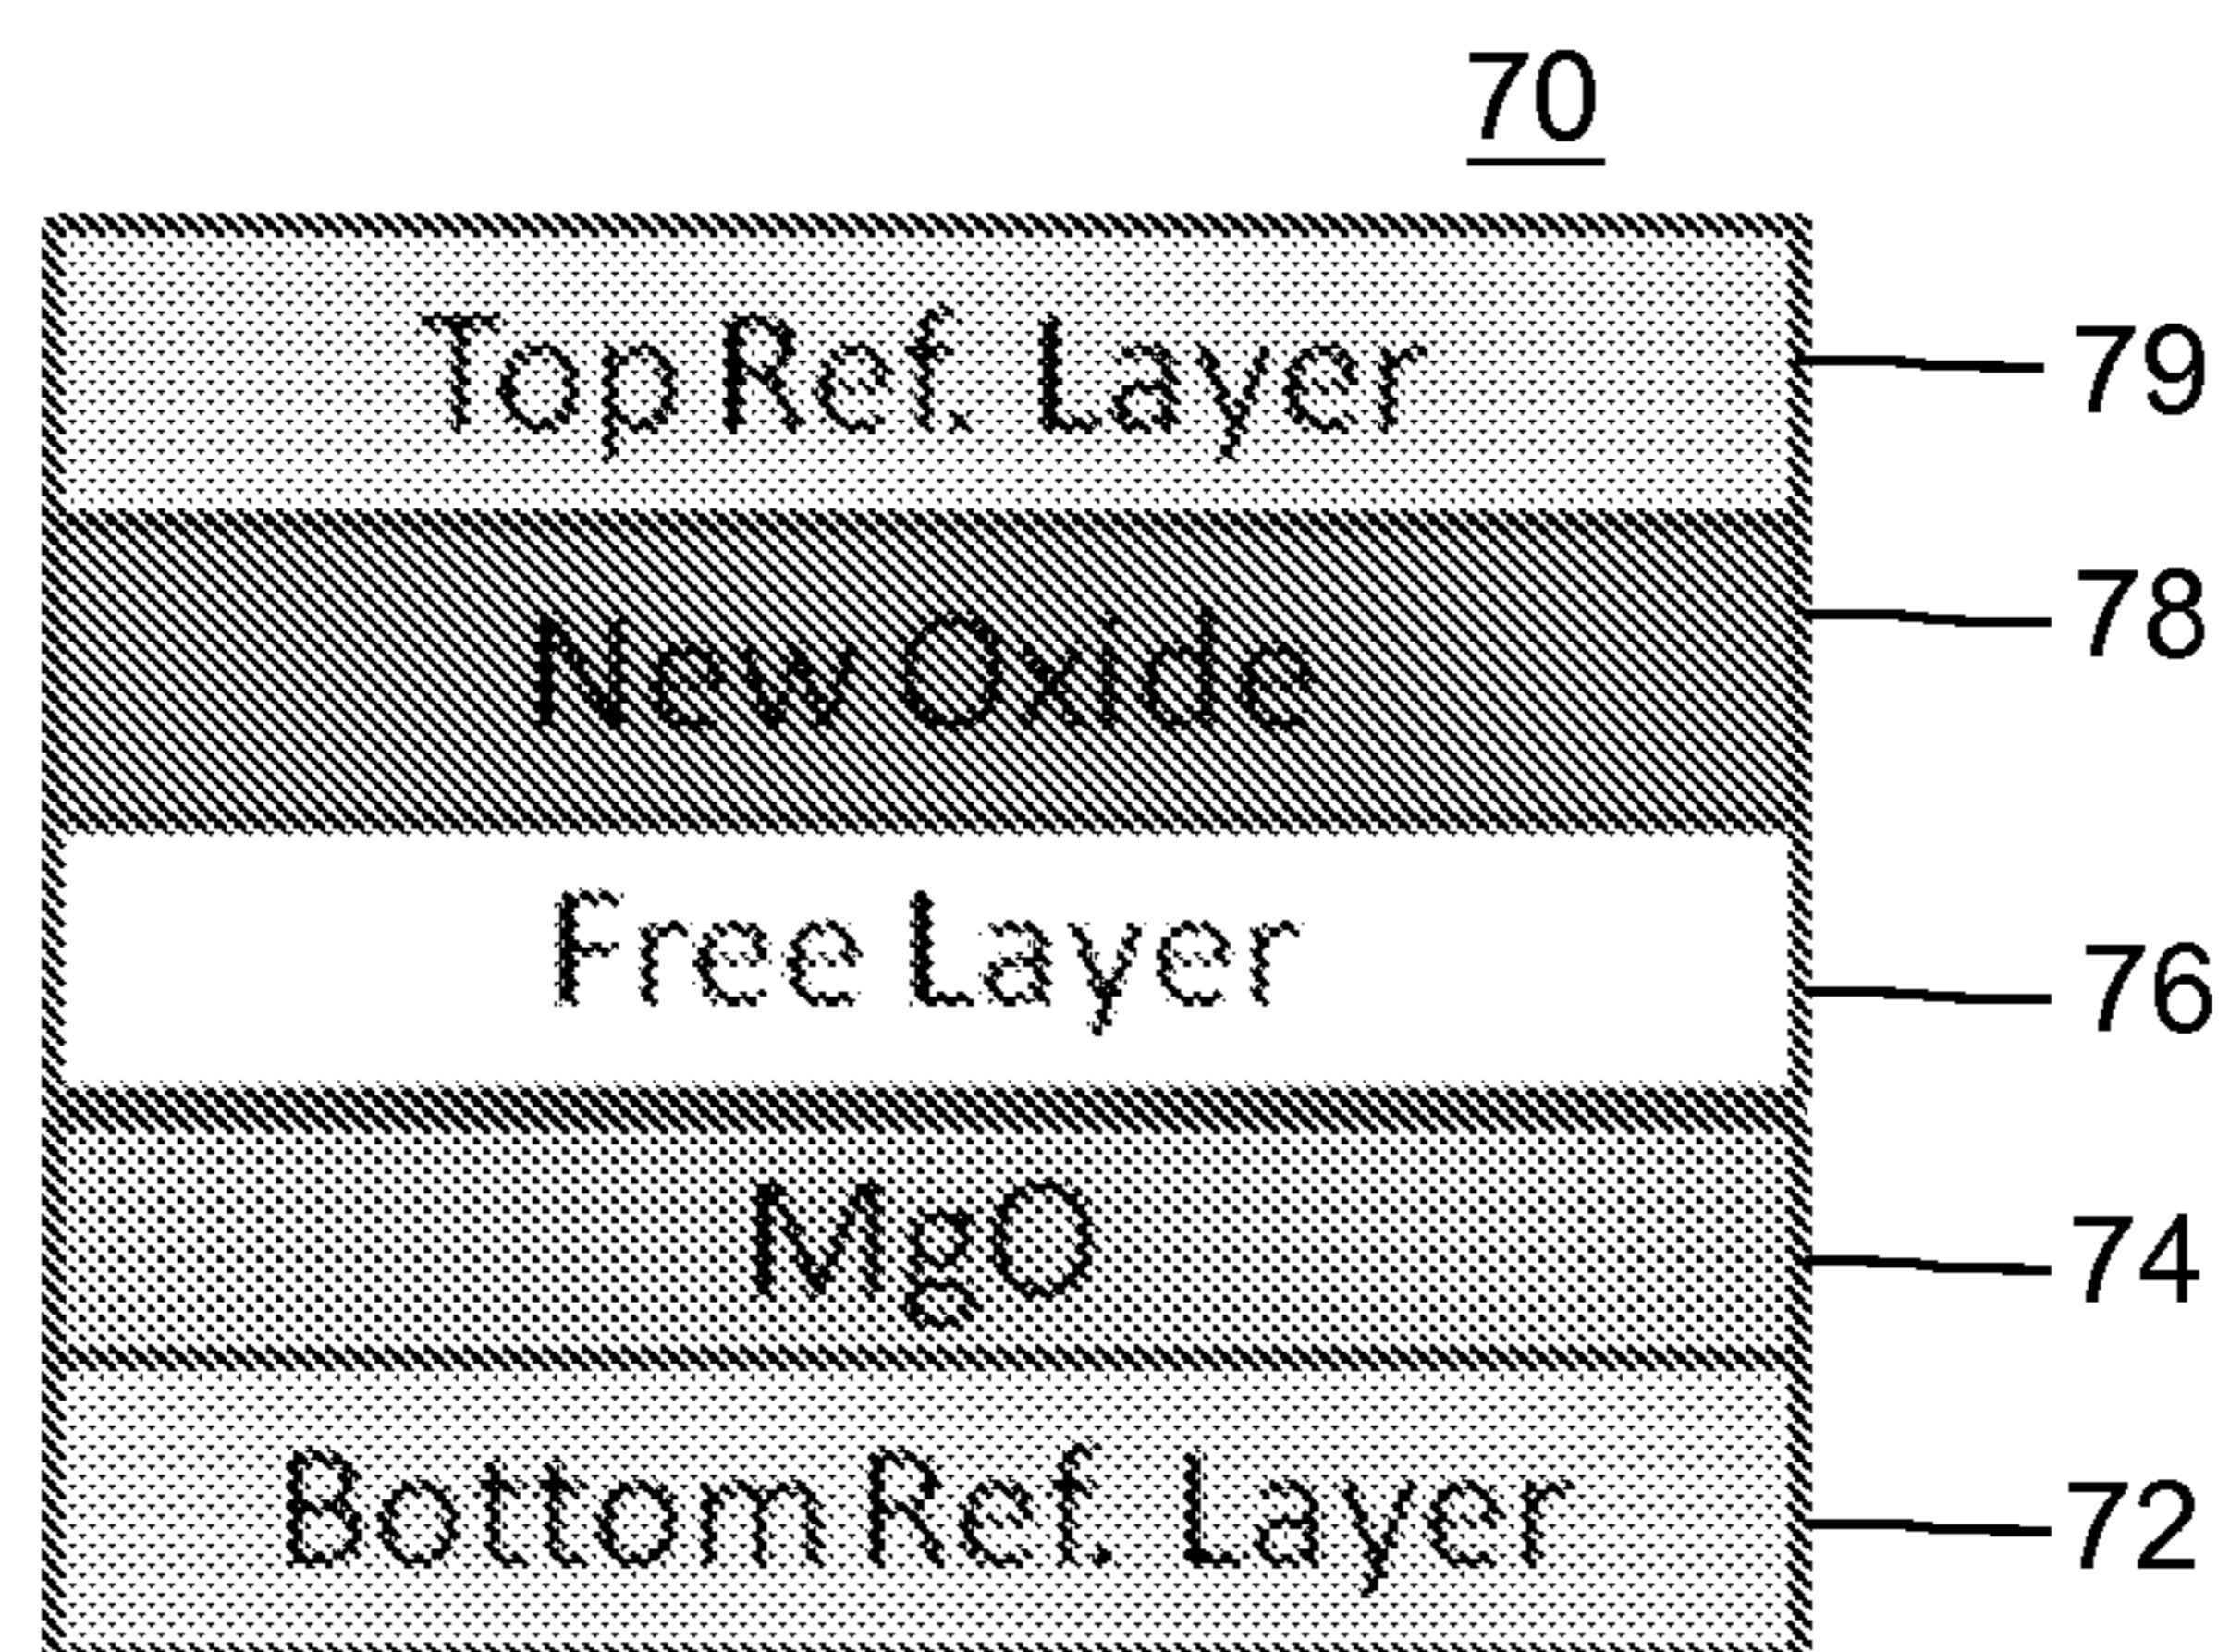 70
Top Ref. Layer 79
New Oxide 78
Free Layer 76
MgO 74
Bottom Ref. Layer 72